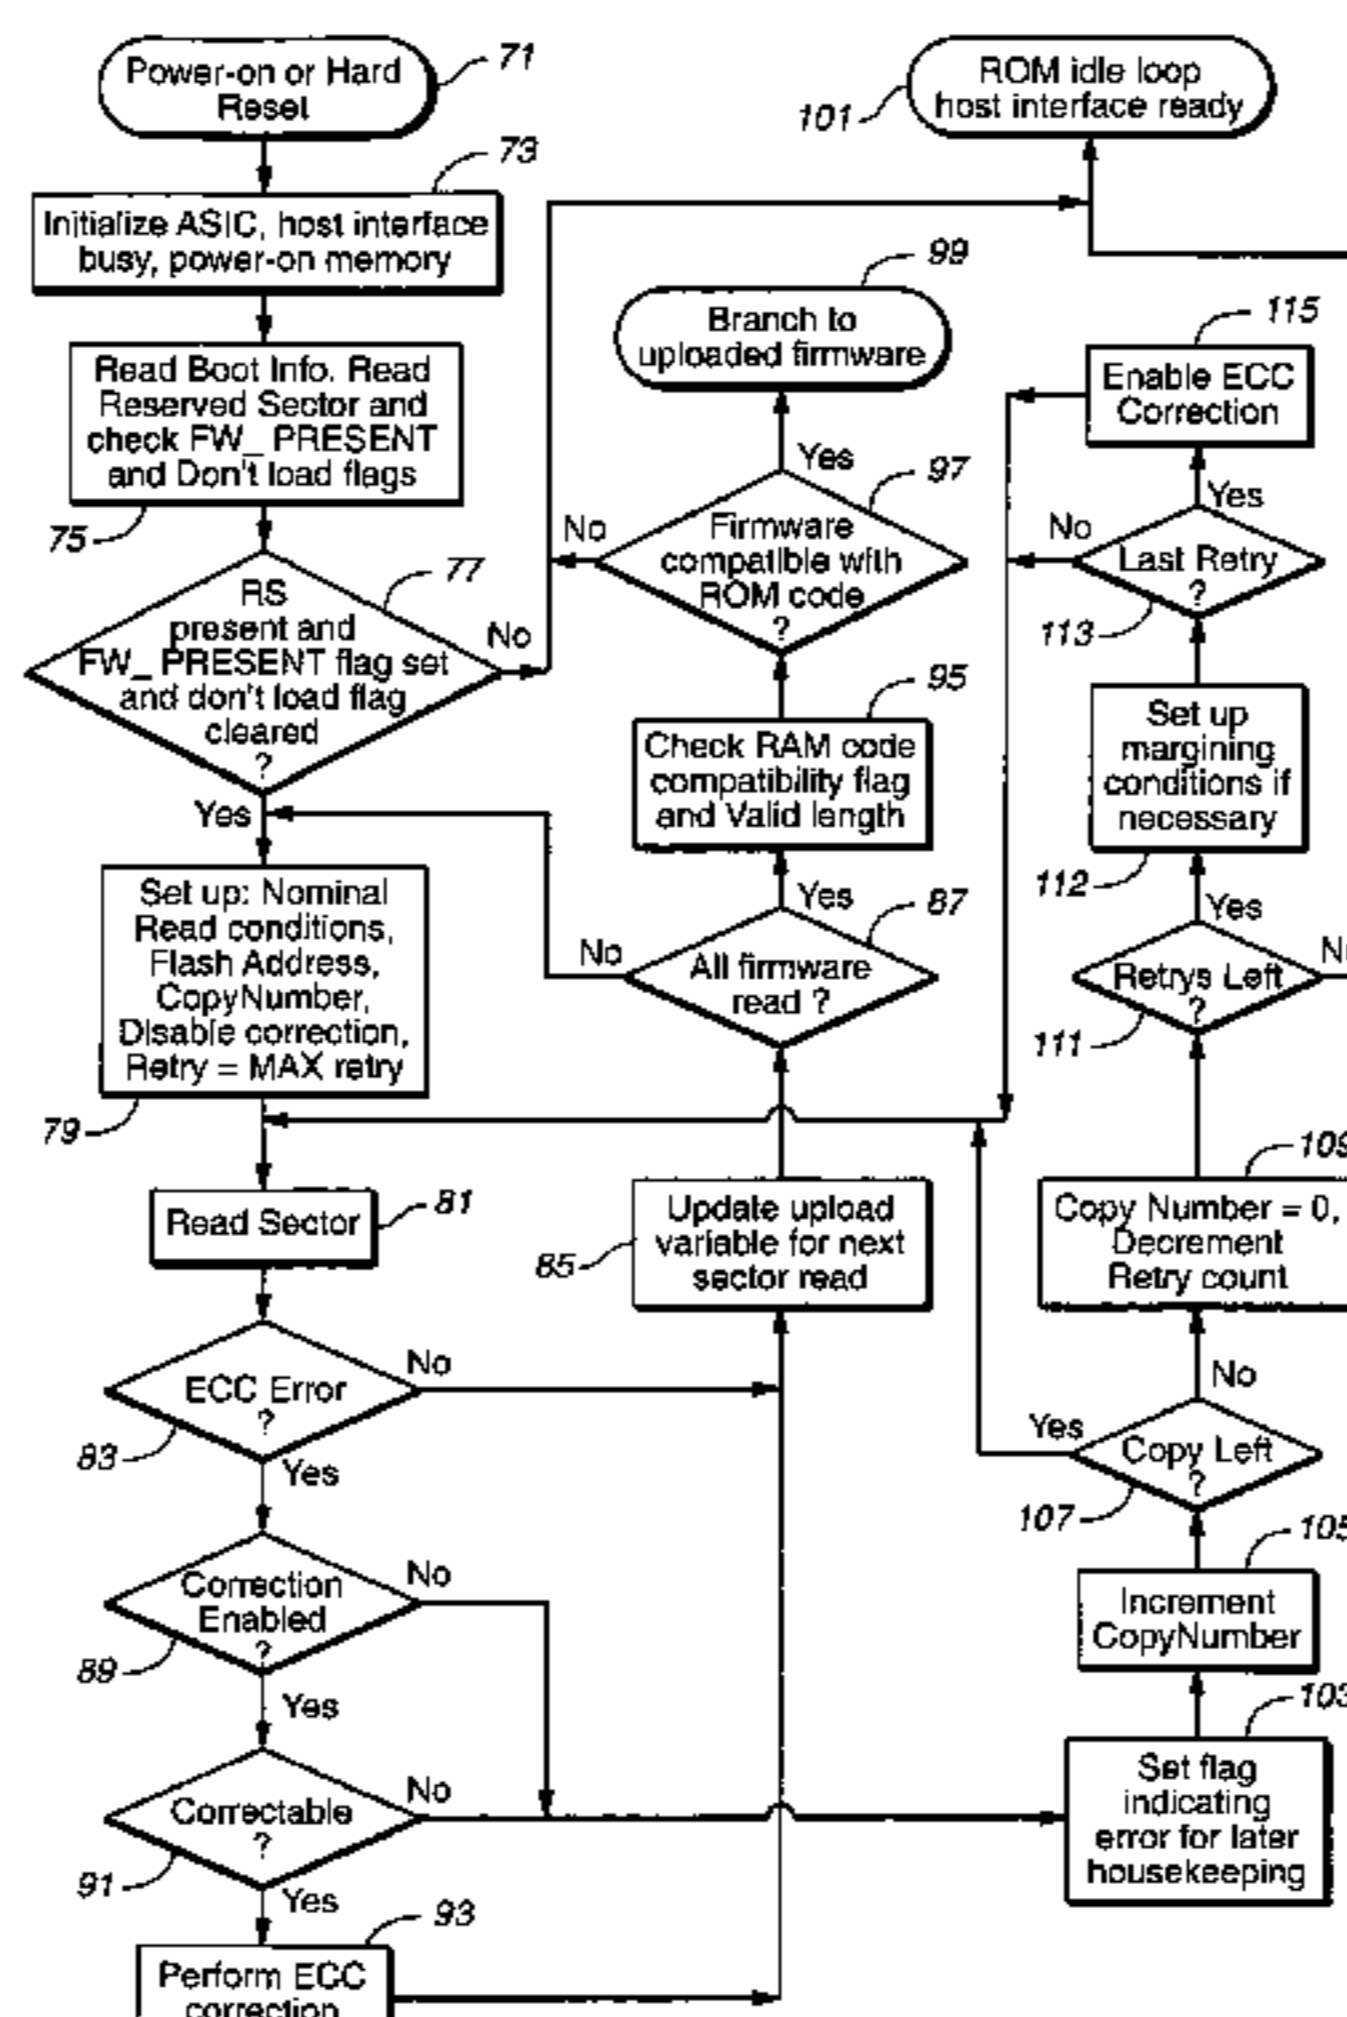 Power-on or Hard
Reset
71
73
Initialize ASIC, host interface
busy, power-on memory
Read Boot Info. Read
Reserved Sector and
check FW_ PRESENT
and Don't load flags
75
77
RS
present and
FW_ PRESENT flag set
and don't load flag
cleared
?
No
Yes
Set up: Nominal
Read conditions,
Flash Address,
CopyNumber,
Disable correction,
Retry = MAX retry
79
Read Sector
81
ECC Error
?
83
No
Yes
Correction
Enabled
?
89
No
Yes
Correctable
?
91
No
Yes
93
Perform ECC
correction
ROM idle loop
host interface ready
101
99
Branch to
uploaded firmware
Yes
97
No
Firmware
compatible with
ROM code
?
95
Check RAM code
compatibility flag
and Valid length
Yes
87
No
All firmware
read ?
Update upload
variable for next
sector read
85
115
Enable ECC
Correction
Yes
No
Last Retry
?
113
Set up
margining
conditions if
necessary
112
Yes
Retrys Left
?
111
109
Copy Number = 0,
Decrement
Retry count
No
Yes
Copy Left
?
107
105
Increment
CopyNumber
103
Set flag
indicating
error for later
housekeeping